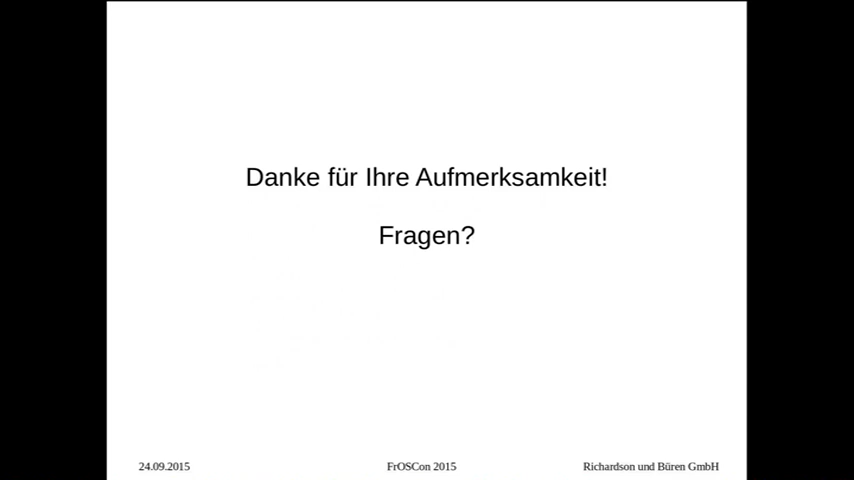 Danke für Ihre Aufmerksamkeit!
Fragen?
24.09.2015 FrOSCon 2015 Richardson und Büren GmbH